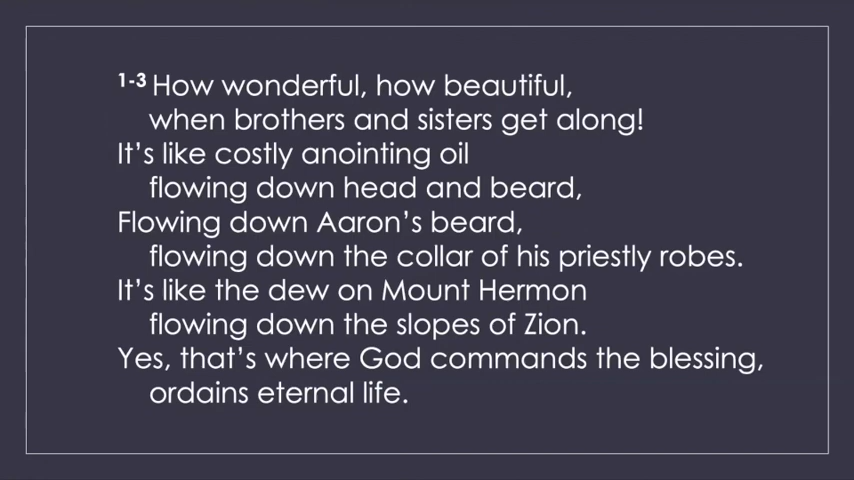 1-3 How wonderful, how beautiful,
when brothers and sisters get along!
It’s like costly anointing oil
flowing down head and beard,
Flowing down Aaron’s beard,
flowing down the collar of his priestly robes.
It’s like the dew on Mount Hermon
flowing down the slopes of Zion.
Yes, that’s where God commands the blessing,
ordains eternal life.